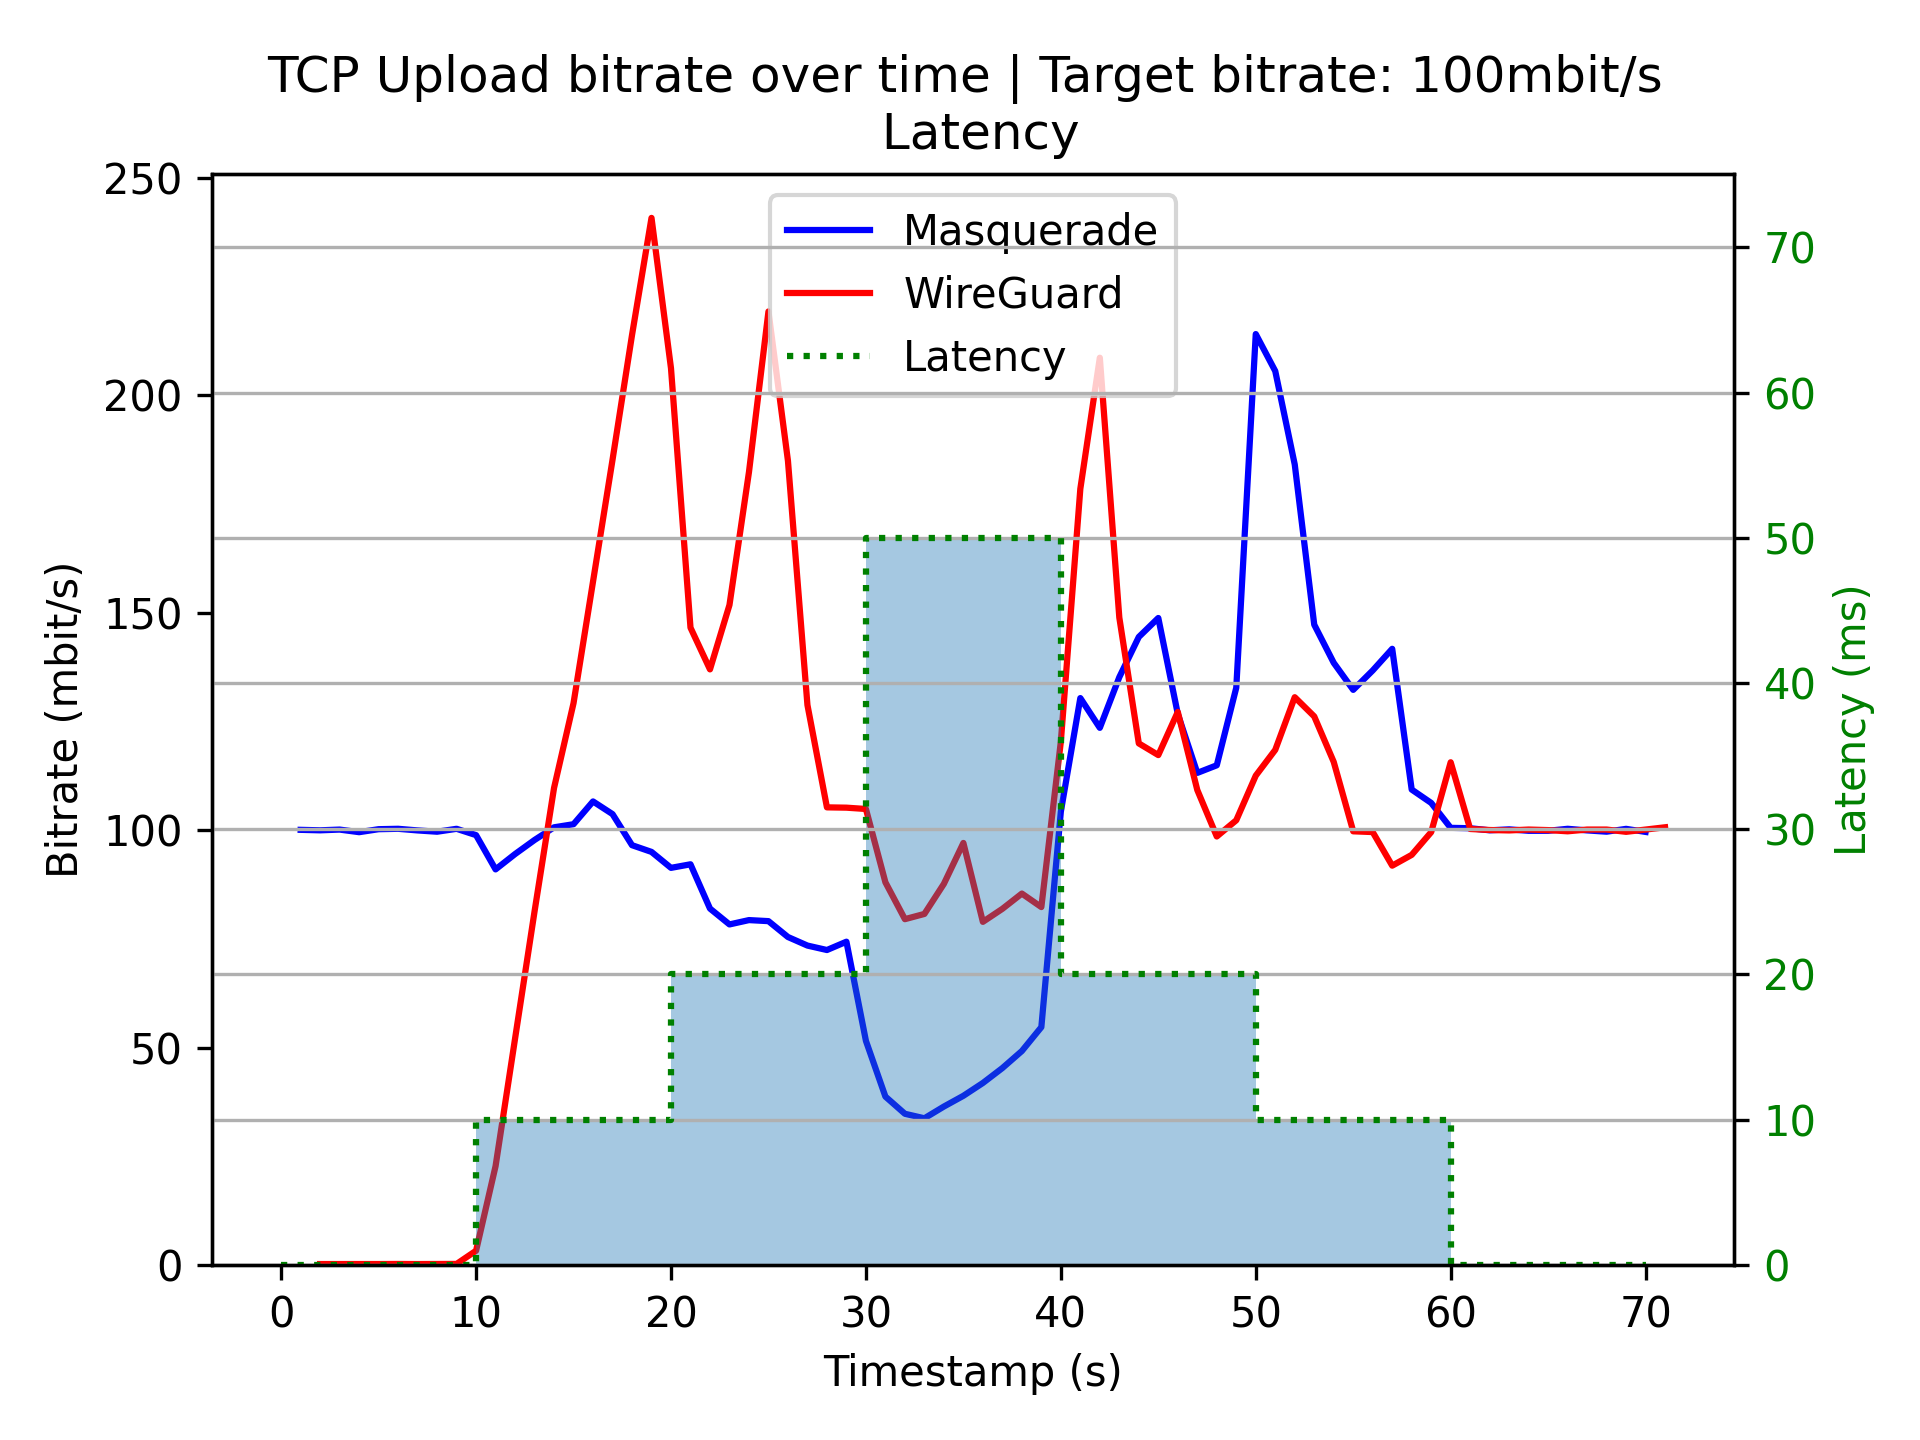 TCP Upload bitrate over time | Target bitrate: 100mbit/s
Latency
250
200
150
100
50
0
Bitrate (mbit/s)
Masquerade
WireGuard
Latency
70
60
50
40
30
20
10
0
Latency (ms)
0 10 20 30 40 50 60 70
Timestamp (s)